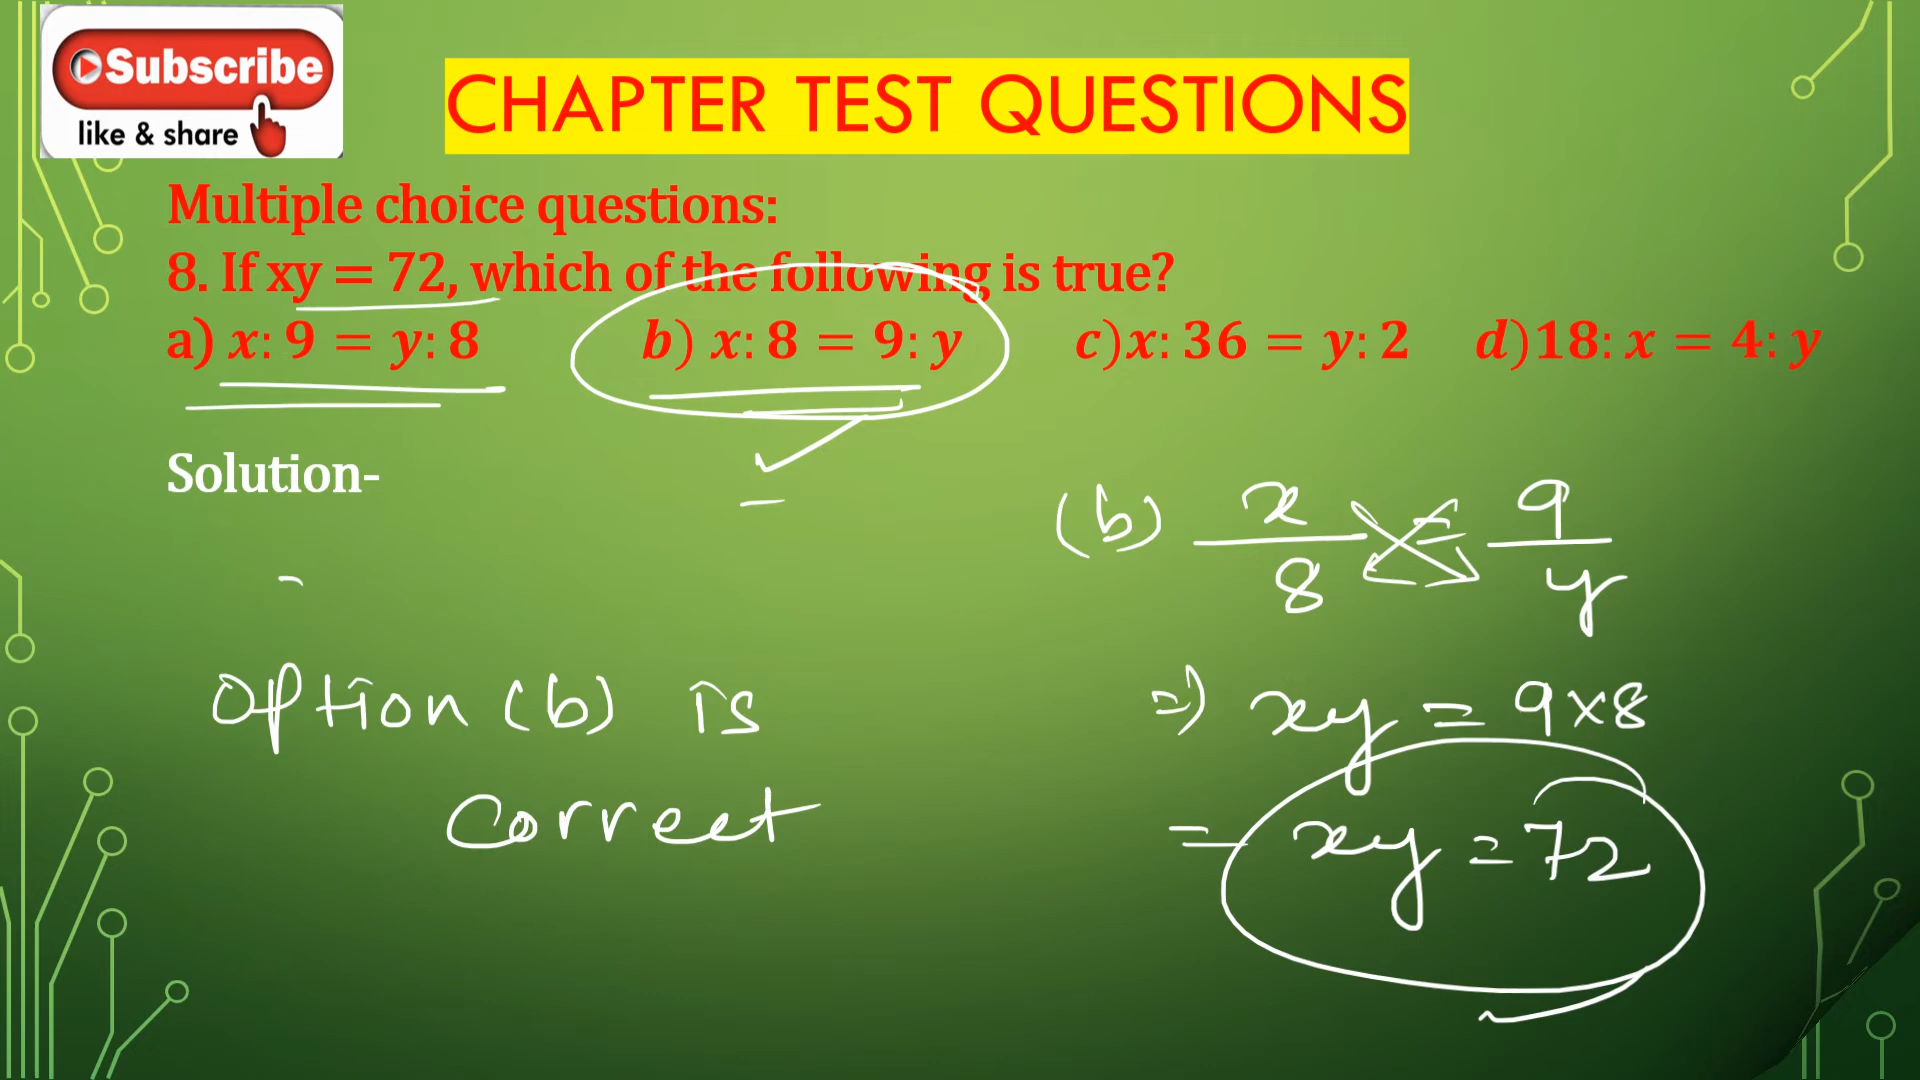 Subscribe
like & share
CHAPTER TEST QUESTIONS
Multiple choice questions:
8. If xy = 72, which of the following is true?
a) x: 9 = y: 8 b) x: 8 = 9: y c)x: 36 = y: 2 d)18: x = 4: y
Solution-
(b) x/8 = 9/y
option (b) is
correct
=) xy = 9×8
= xy = 72